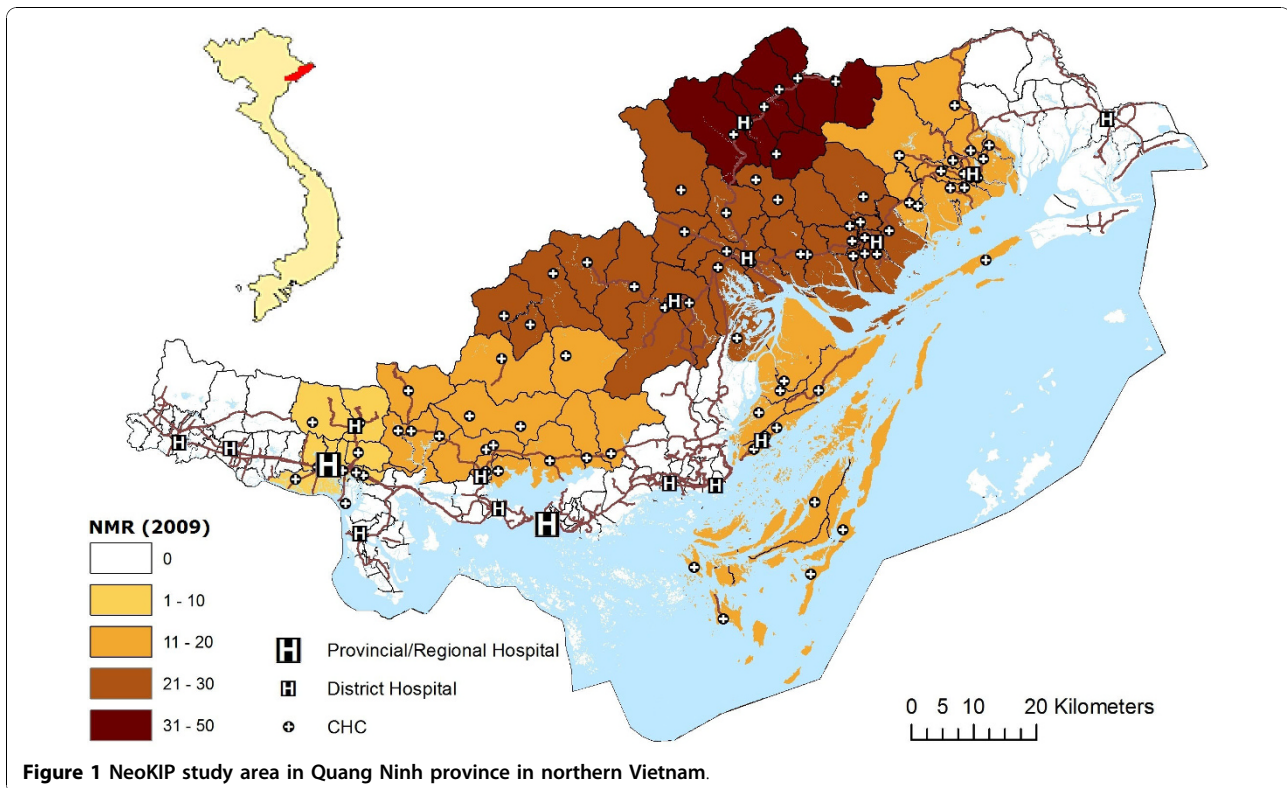 NMR (2009)
0
1 - 10
11 - 20
21 - 30
31 - 50
H Provincial/Regional Hospital
H District Hospital
CHC
0 5 10 20 Kilometers
Figure 1 NeoKIP study area in Quang Ninh province in northern Vietnam.